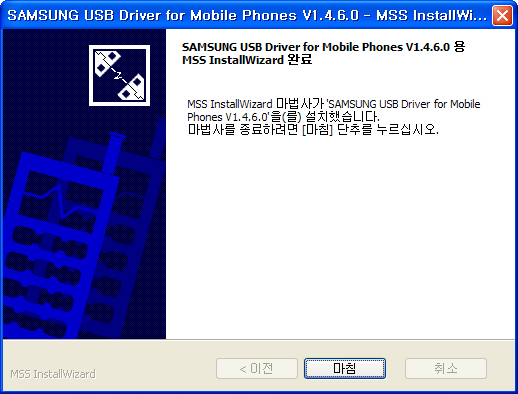 SAMSUNG USB Driver for Mobile Phones V1.4.6.0 - MSS InstallWi...
SAMSUNG USB Driver for Mobile Phones V1.4.6.0 용
MSS InstallWizard 완료
MSS InstallWizard 마법사가 'SAMSUNG USB Driver for Mobile
Phones V1.4.6.0'을(를) 설치했습니다.
마법사를 종료하려면 [마침] 단추를 누르십시오.
MSS InstallWizard
< 이전
마침
취소